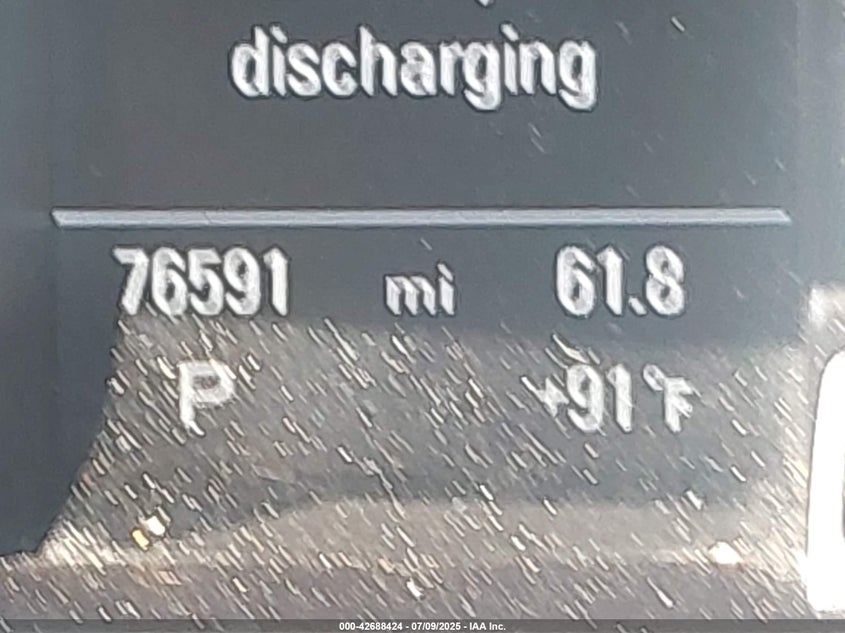 discharging
76591 mi 61.8
P +91°F
000-42688424 - 07/09/2025 - IAA Inc.